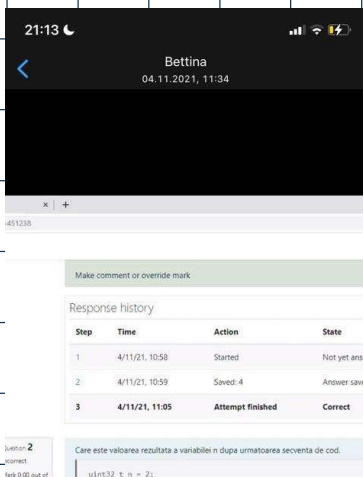 21:13
Bettina
04.11.2021, 11:34
× +
451238
Make comment or override mark
Response history
Step Time Action State
1 4/11/21, 10:58 Started Not yet ans
2 4/11/21, 10:59 Saved: 4 Answer save
3 4/11/21, 11:05 Attempt finished Correct
uestion 2
ncorrect
Mark 0.00 out of
Care este valoarea rezultata a variabilei n dupa urmatoarea secventa de cod.
uint32_t n = 2;